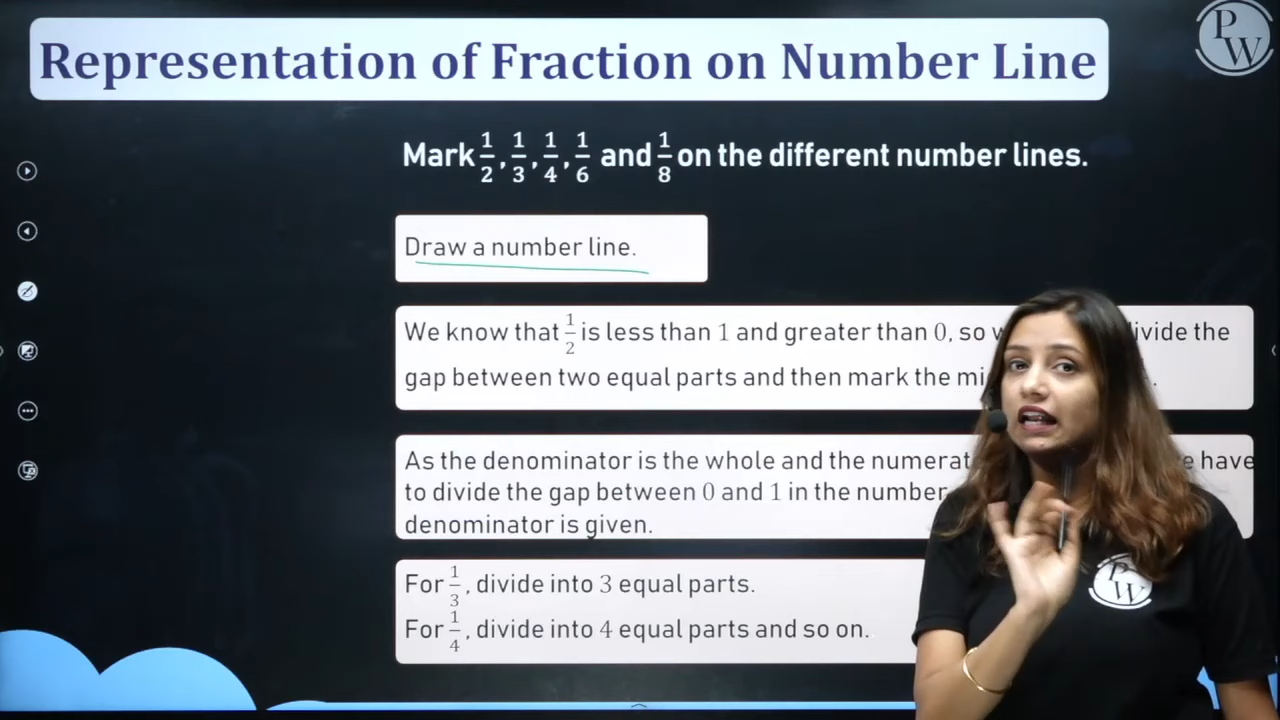 Representation of Fraction on Number Line
PW
Mark 1/2, 1/3, 1/4, 1/6 and 1/8 on the different number lines.
Draw a number line.
We know that 1/2 is less than 1 and greater than 0, so divide the
gap between two equal parts and then mark the
As the denominator is the whole and the have
to divide the gap between 0 and 1 in the number
denominator is given.
For 1/3, divide into 3 equal parts.
For 1/4, divide into 4 equal parts and so on.
PW